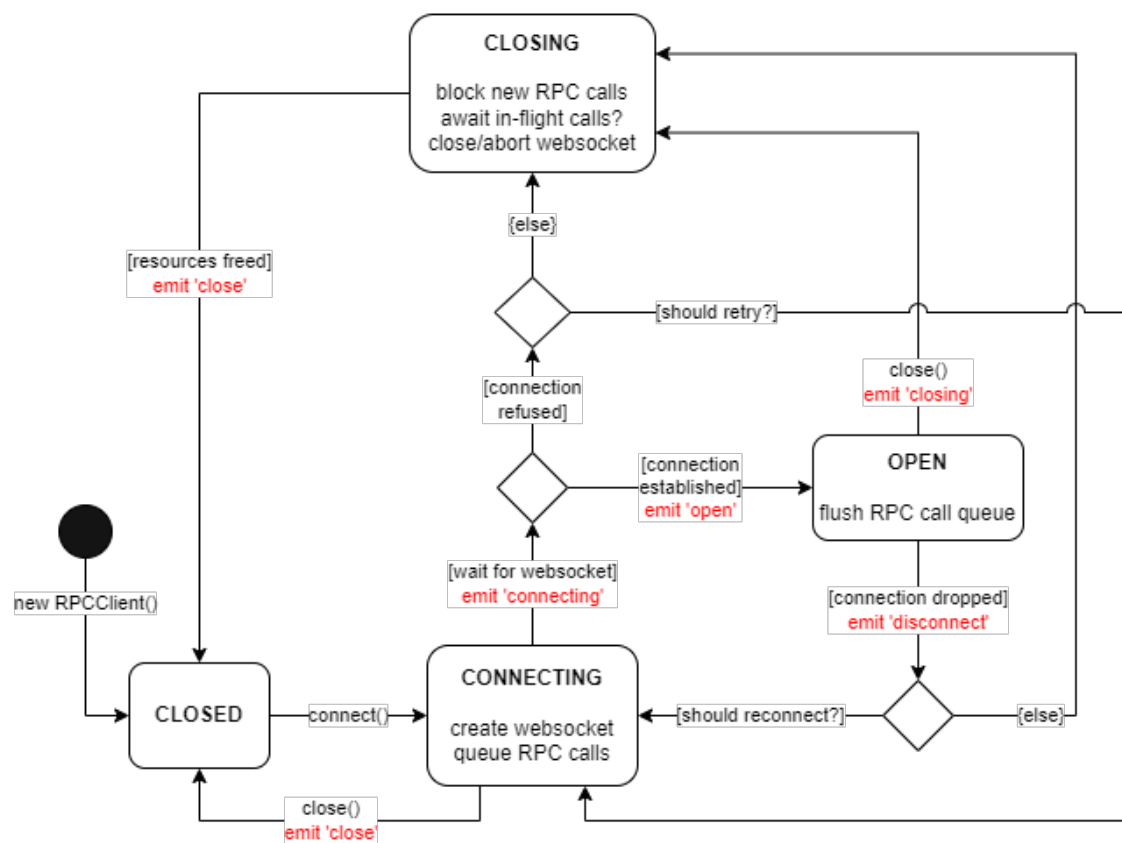 CLOSING
block new RPC calls
await in-flight calls?
close/abort websocket
{else}
[resources freed]
emit 'close'
[should retry?]
[connection
refused]
close()
emit 'closing'
[connection
established]
emit 'open'
OPEN
flush RPC call queue
new RPCClient()
[wait for websocket]
emit 'connecting'
[connection dropped]
emit 'disconnect'
CLOSED
connect()
CONNECTING
create websocket
queue RPC calls
[should reconnect?]
{else}
close()
emit 'close'